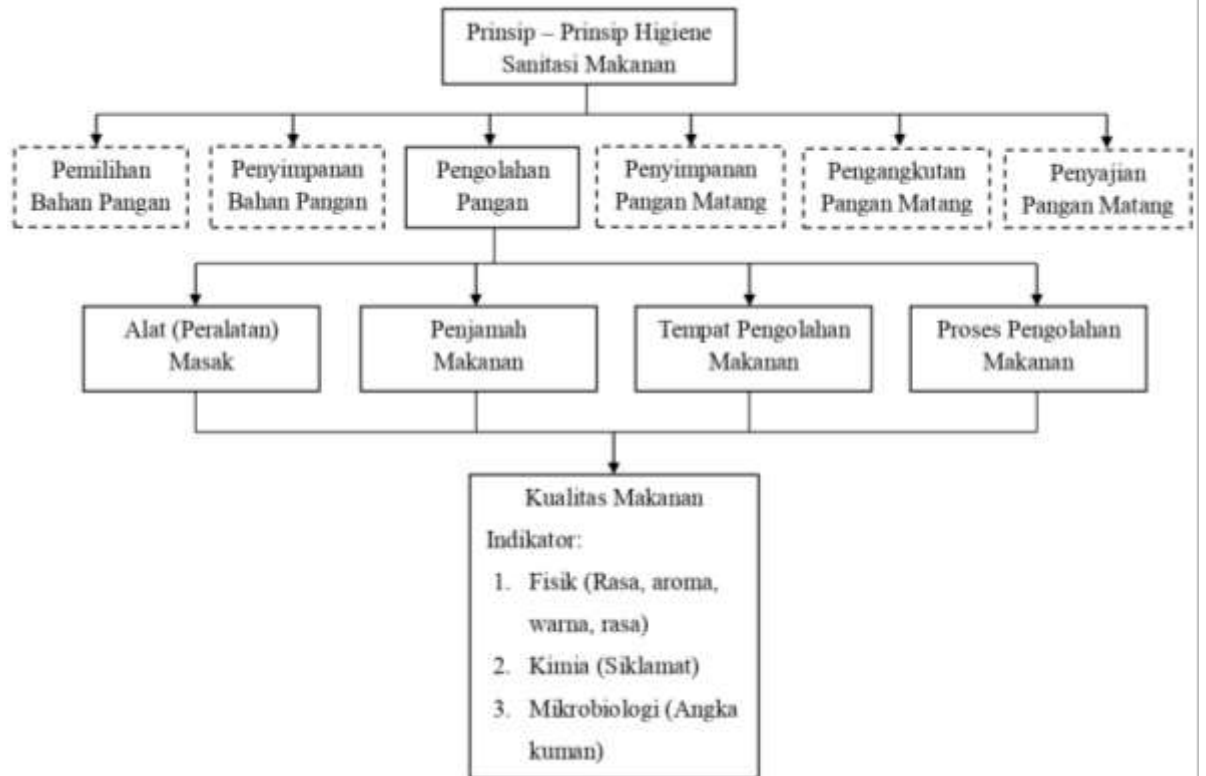 Prinsip – Prinsip Higiene
Sanitasi Makanan
Pemilihan
Bahan Pangan
Penyimpanan
Bahan Pangan
Pengolahan
Pangan
Penyimpanan
Pangan Matang
Pengangkutan
Pangan Matang
Penyajian
Pangan Matang
Alat (Peralatan)
Masak
Penjamah
Makanan
Tempat Pengolahan
Makanan
Proses Pengolahan
Makanan
Kualitas Makanan
Indikator:
1. Fisik (Rasa, aroma,
warna, rasa)
2. Kimia (Siklamat)
3. Mikrobiologi (Angka
kuman)